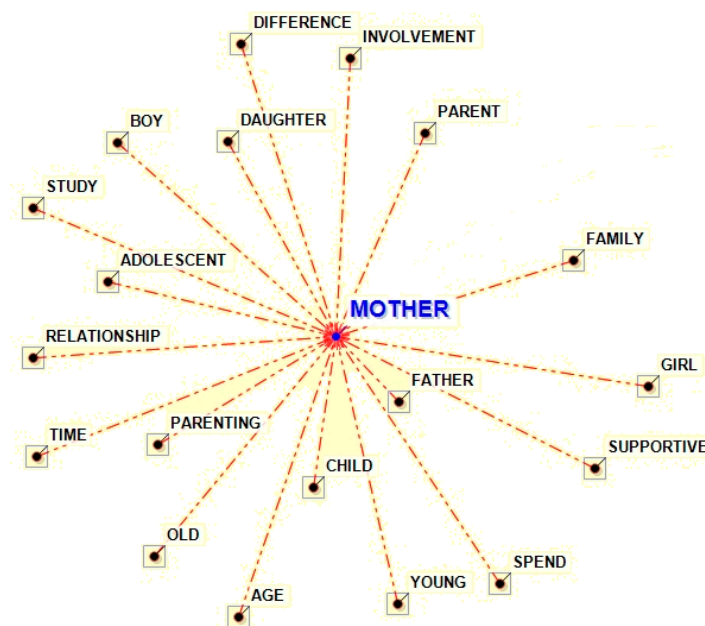 DIFFERENCE
INVOLVEMENT
PARENT
DAUGHTER
BOY
STUDY
FAMILY
ADOLESCENT
MOTHER
RELATIONSHIP
GIRL
FATHER
PARENTING
TIME
SUPPORTIVE
CHILD
OLD
SPEND
YOUNG
AGE